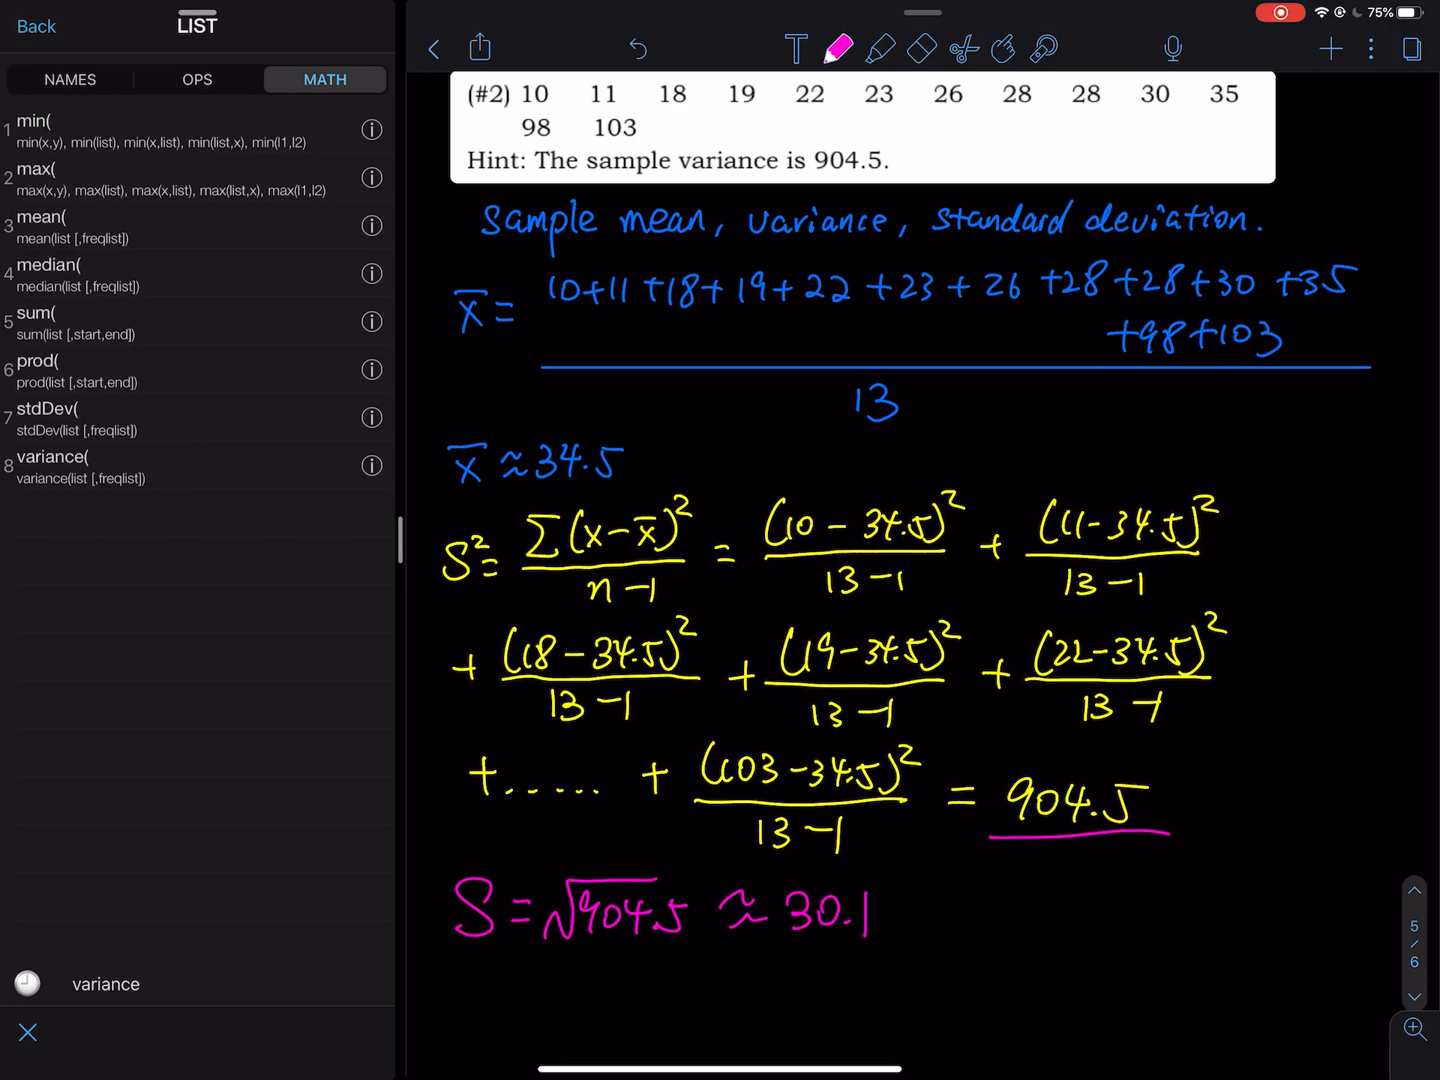 Back
LIST
NAMES OPS MATH
1 min(
min(x,y), min(list), min(x,list), min(list,x), min(l1,l2)
2 max(
max(x,y), max(list), max(x,list), max(list,x), max(l1,l2)
3 mean(
mean(list [,freqlist])
4 median(
median(list [,freqlist])
5 sum(
sum(list [,start,end])
6 prod(
prod(list [,start,end])
7 stdDev(
stdDev(list [,freqlist])
8 variance(
variance(list [,freqlist])
variance
75%
T
(#2) 10 11 18 19 22 23 26 28 28 30 35
98 103
Hint: The sample variance is 904.5.
Sample mean, variance, standard deviation.
x̄ = (10+11+18+19+22+23+26+28+28+30+35
+98+103) / 13
x̄ ≈ 34.5
S² = Σ(x-x̄)² / (n-1) = (10-34.5)² / (13-1) + (11-34.5)² / (13-1)
+ (18-34.5)² / (13-1) + (19-34.5)² / (13-1) + (22-34.5)² / (13-1)
+...... + (103-34.5)² / (13-1) = 904.5
S = √904.5 ≈ 30.1
5
/
6